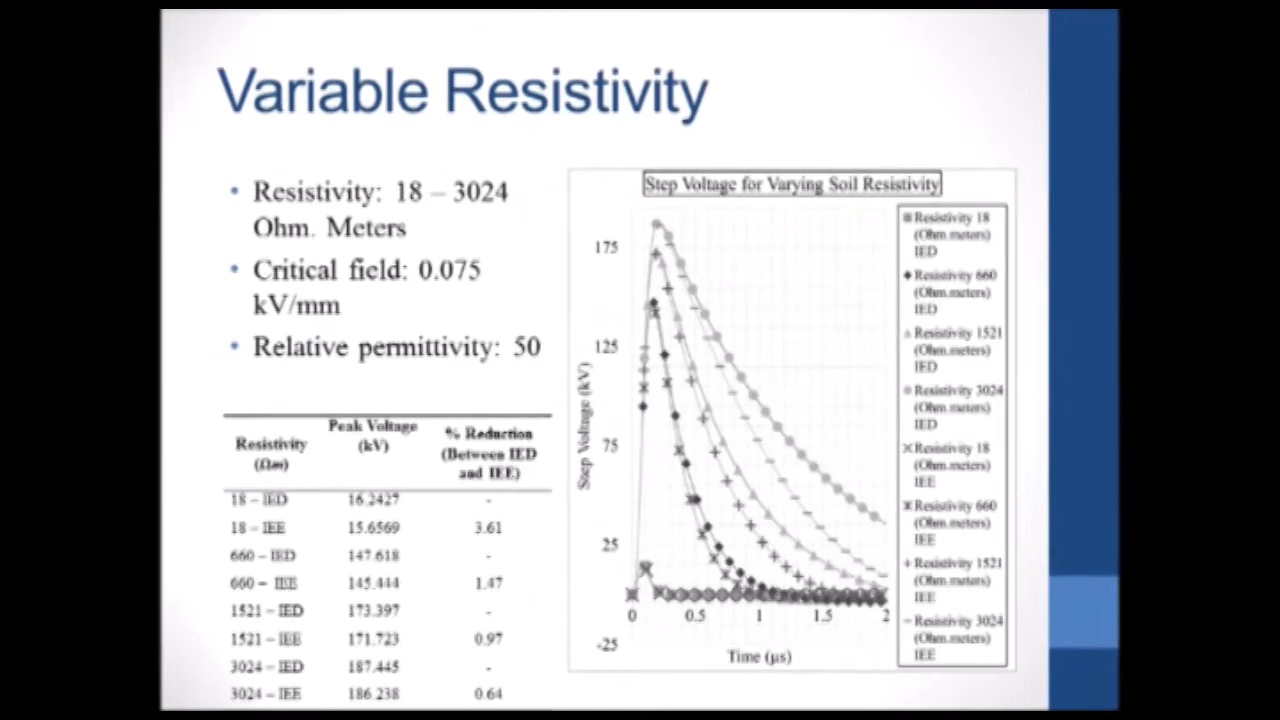 Variable Resistivity
• Resistivity: 18 – 3024
Ohm. Meters
• Critical field: 0.075
kV/mm
• Relative permittivity: 50
Resistivity (Ωm) Peak Voltage (kV) % Reduction (Between IED and IEE)
18 – IED 16.2427 -
18 – IEE 15.6569 3.61
660 – IED 147.618 -
660 – IEE 145.444 1.47
1521 – IED 173.397 -
1521 – IEE 171.723 0.97
3024 – IED 187.445 -
3024 – IEE 186.238 0.64
Step Voltage for Varying Soil Resistivity
Step Voltage (kV)
175
125
75
25
-25
0 0.5 1 1.5 2
Time (µs)
Resistivity 18
(Ohm.meters)
IED
Resistivity 660
(Ohm.meters)
IED
Resistivity 1521
(Ohm.meters)
IED
Resistivity 3024
(Ohm.meters)
IED
Resistivity 18
(Ohm.meters)
IEE
Resistivity 660
(Ohm.meters)
IEE
Resistivity 1521
(Ohm.meters)
IEE
Resistivity 3024
(Ohm.meters)
IEE